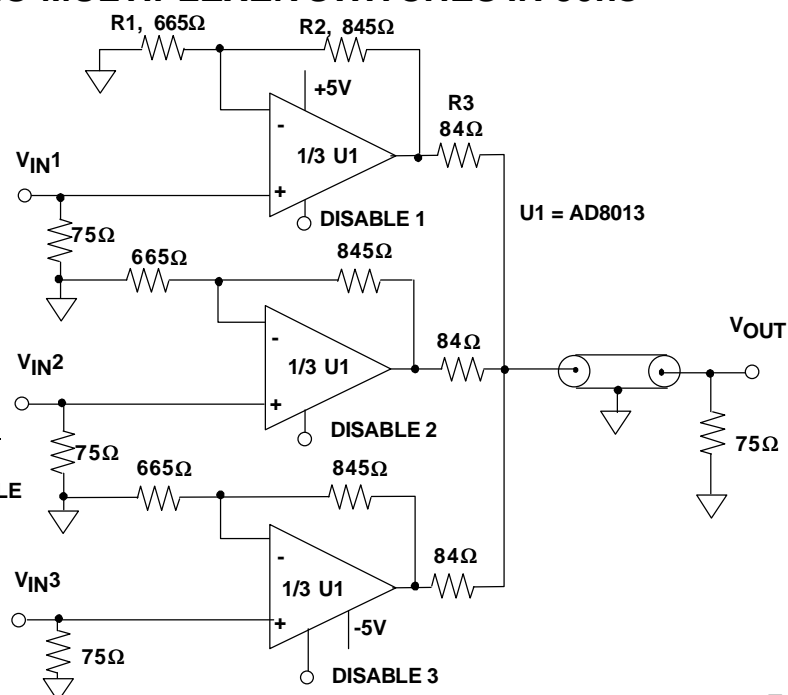 R1, 665Ω
R2, 845Ω
+5V
R3
84Ω
-
1/3 U1
+
VIN1
DISABLE 1
U1 = AD8013
75Ω
665Ω
845Ω
-
1/3 U1
84Ω
VOUT
VIN2
+
DISABLE 2
75Ω
75Ω
665Ω
845Ω
LE
-
1/3 U1
84Ω
VIN3
+
-5V
75Ω
DISABLE 3